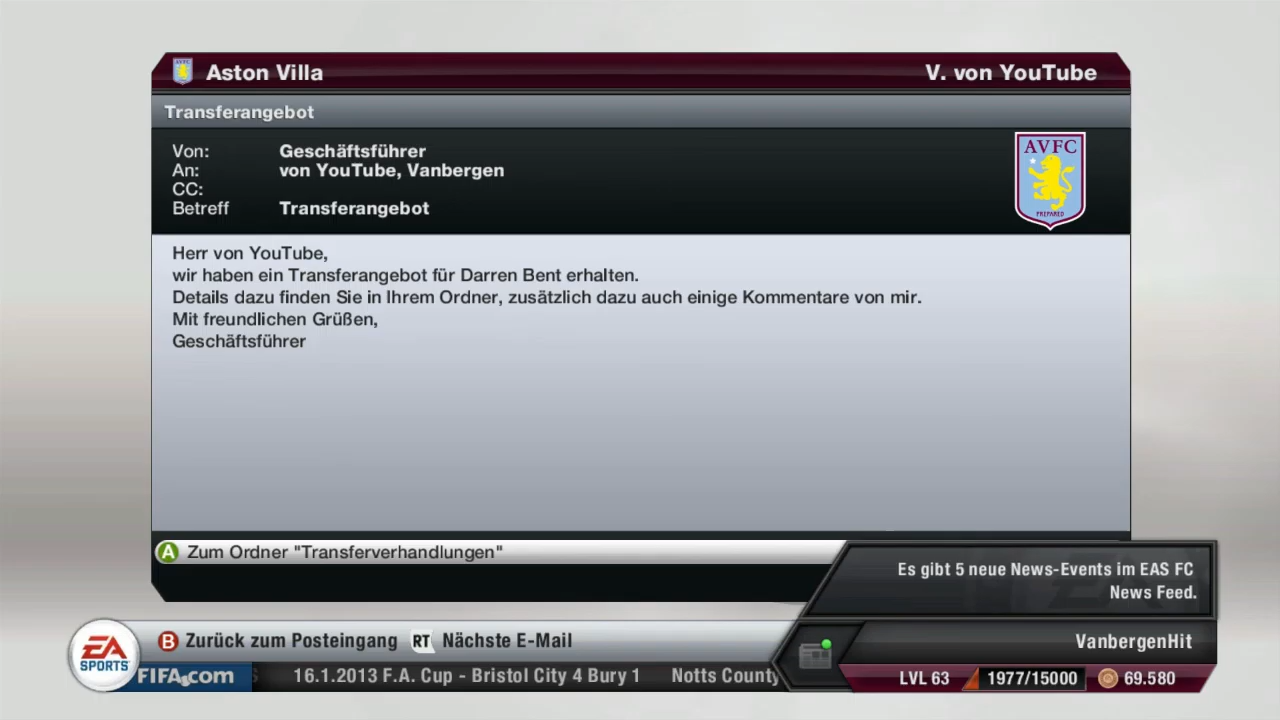 Aston Villa
V. von YouTube
Transferangebot
Von: Geschäftsführer
An: von YouTube, Vanbergen
CC:
Betreff Transferangebot
AVFC
PREPARED
Herr von YouTube,
wir haben ein Transferangebot für Darren Bent erhalten.
Details dazu finden Sie in Ihrem Ordner, zusätzlich dazu auch einige Kommentare von mir.
Mit freundlichen Grüßen,
Geschäftsführer
A Zum Ordner "Transferverhandlungen"
Es gibt 5 neue News-Events im EAS FC
News Feed.
B Zurück zum Posteingang RT Nächste E-Mail
VanbergenHit
EA
SPORTS
FIFA.com
16.1.2013 F.A. Cup - Bristol City 4 Bury 1 Notts County
LVL 63 1977/15000 69.580